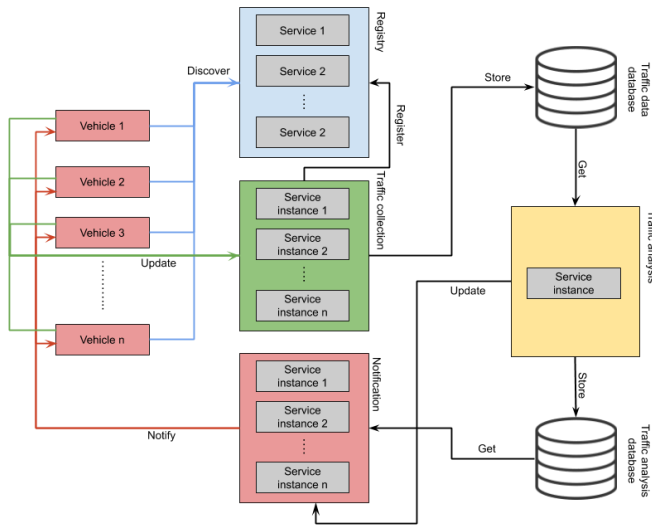 Registry
Service 1
Service 2
Service 2
Discover
Register
Store
Traffic data
database
Get
Vehicle 1
Vehicle 2
Vehicle 3
Vehicle n
Update
Traffic collection
Service
instance 1
Service
instance 2
Service
instance n
Traffic analysis
Service
instance
Update
Store
Notification
Service
instance 1
Service
instance 2
Service
instance n
Notify
Get
Traffic analysis
database